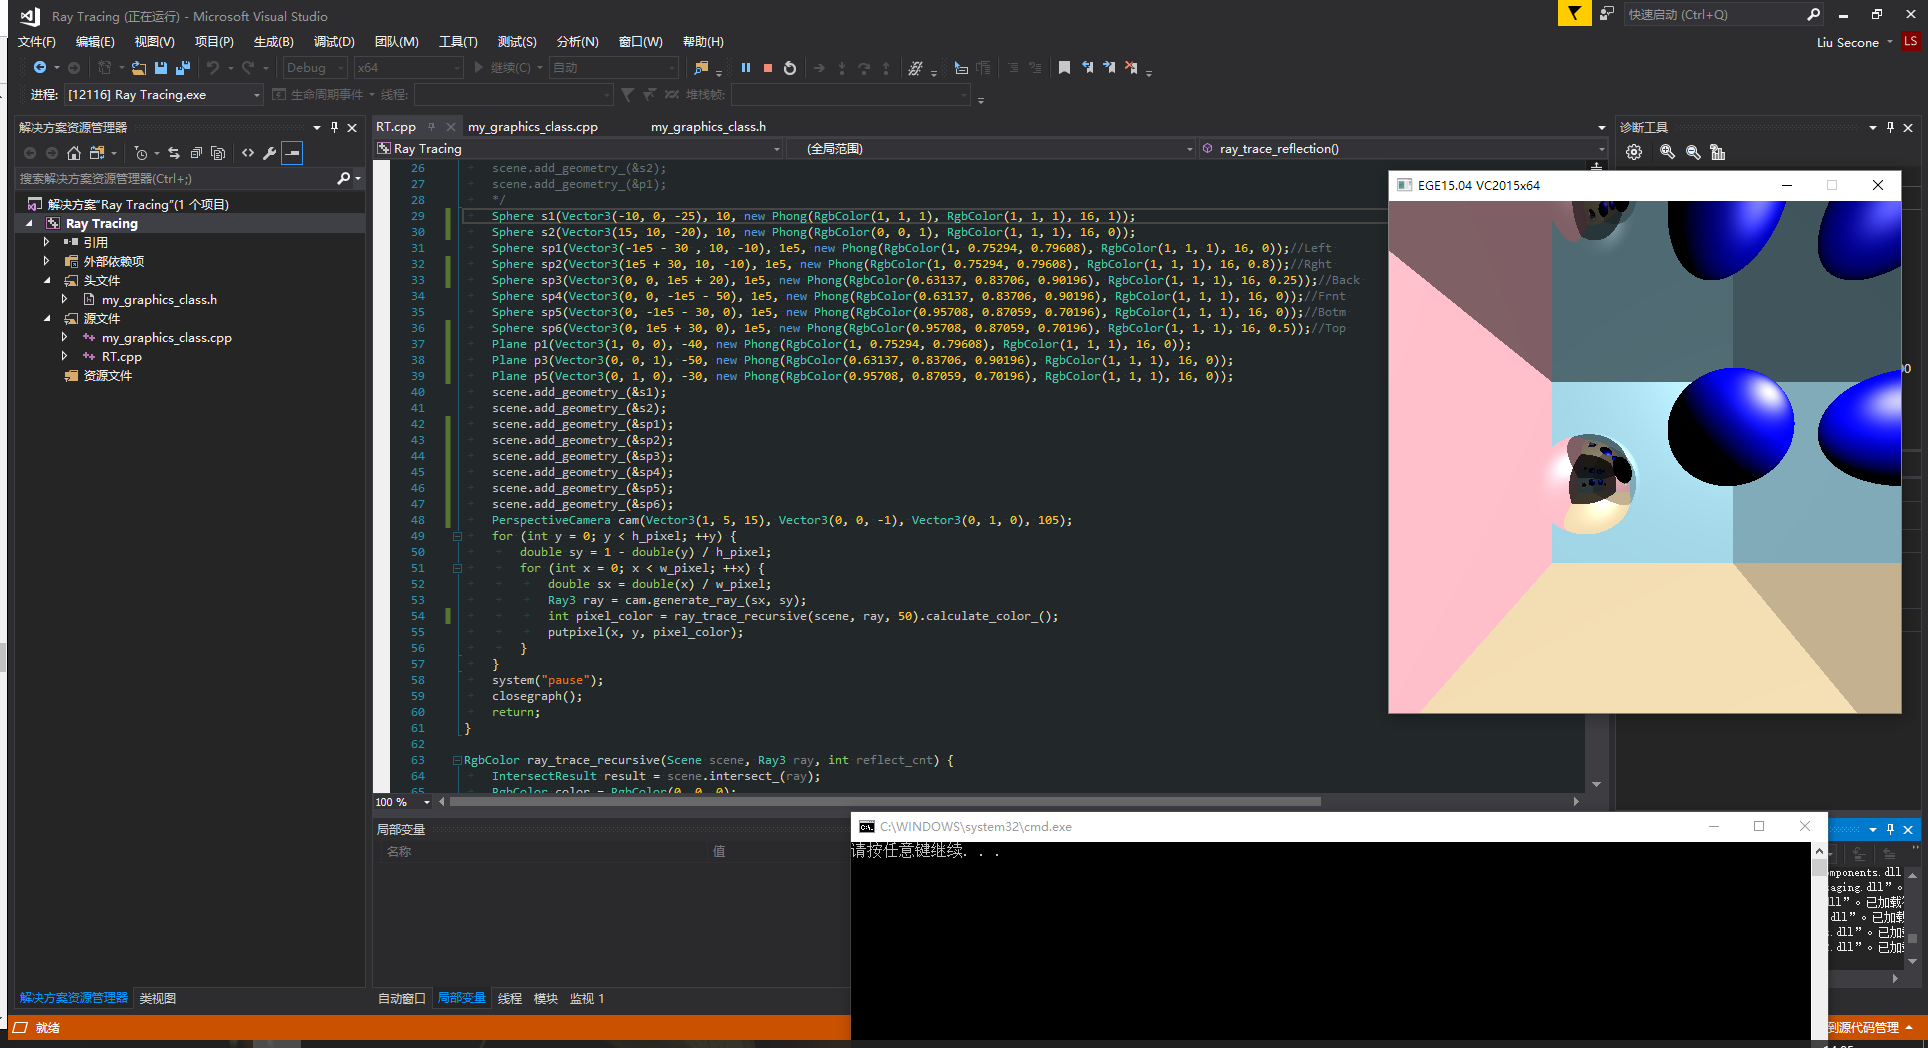 Ray Tracing (正在运行) - Microsoft Visual Studio
快速启动 (Ctrl+Q)
文件(F) 编辑(E) 视图(V) 项目(P) 生成(B) 调试(D) 团队(M) 工具(T) 测试(S) 分析(N) 窗口(W) 帮助(H)
Liu Secone LS
Debug x64 继续(C) 自动
进程: [12116] Ray Tracing.exe 生命周期事件 线程: 堆栈帧:
解决方案资源管理器
搜索解决方案资源管理器(Ctrl+;)
解决方案"Ray Tracing"(1 个项目)
Ray Tracing
引用
外部依赖项
头文件
my_graphics_class.h
源文件
my_graphics_class.cpp
RT.cpp
资源文件
解决方案资源管理器 类视图
RT.cpp my_graphics_class.cpp my_graphics_class.h
Ray Tracing (全局范围) ray_trace_reflection()
26 scene.add_geometry_(&s2);
27 scene.add_geometry_(&p1);
28 */
29 Sphere s1(Vector3(-10, 0, -25), 10, new Phong(RgbColor(1, 1, 1), RgbColor(1, 1, 1), 16, 1));
30 Sphere s2(Vector3(15, 10, -20), 10, new Phong(RgbColor(0, 0, 1), RgbColor(1, 1, 1), 16, 0));
31 Sphere sp1(Vector3(-1e5 - 30 , 10, -10), 1e5, new Phong(RgbColor(1, 0.75294, 0.79608), RgbColor(1, 1, 1), 16, 0));//Left
32 Sphere sp2(Vector3(1e5 + 30, 10, -10), 1e5, new Phong(RgbColor(1, 0.75294, 0.79608), RgbColor(1, 1, 1), 16, 0.8));//Rght
33 Sphere sp3(Vector3(0, 0, 1e5 + 20), 1e5, new Phong(RgbColor(0.63137, 0.83706, 0.90196), RgbColor(1, 1, 1), 16, 0.25));//Back
34 Sphere sp4(Vector3(0, 0, -1e5 - 50), 1e5, new Phong(RgbColor(0.63137, 0.83706, 0.90196), RgbColor(1, 1, 1), 16, 0));//Frnt
35 Sphere sp5(Vector3(0, -1e5 - 30, 0), 1e5, new Phong(RgbColor(0.95708, 0.87059, 0.70196), RgbColor(1, 1, 1), 16, 0));//Botm
36 Sphere sp6(Vector3(0, 1e5 + 30, 0), 1e5, new Phong(RgbColor(0.95708, 0.87059, 0.70196), RgbColor(1, 1, 1), 16, 0.5));//Top
37 Plane p1(Vector3(1, 0, 0), -40, new Phong(RgbColor(1, 0.75294, 0.79608), RgbColor(1, 1, 1), 16, 0));
38 Plane p3(Vector3(0, 0, 1), -50, new Phong(RgbColor(0.63137, 0.83706, 0.90196), RgbColor(1, 1, 1), 16, 0));
39 Plane p5(Vector3(0, 1, 0), -30, new Phong(RgbColor(0.95708, 0.87059, 0.70196), RgbColor(1, 1, 1), 16, 0));
40 scene.add_geometry_(&s1);
41 scene.add_geometry_(&s2);
42 scene.add_geometry_(&sp1);
43 scene.add_geometry_(&sp2);
44 scene.add_geometry_(&sp3);
45 scene.add_geometry_(&sp4);
46 scene.add_geometry_(&sp5);
47 scene.add_geometry_(&sp6);
48 PerspectiveCamera cam(Vector3(1, 5, 15), Vector3(0, 0, -1), Vector3(0, 1, 0), 105);
49 for (int y = 0; y < h_pixel; ++y) {
50 double sy = 1 - double(y) / h_pixel;
51 for (int x = 0; x < w_pixel; ++x) {
52 double sx = double(x) / w_pixel;
53 Ray3 ray = cam.generate_ray_(sx, sy);
54 int pixel_color = ray_trace_recursive(scene, ray, 50).calculate_color_();
55 putpixel(x, y, pixel_color);
56 }
57 }
58 system("pause");
59 closegraph();
60 return;
61 }
62
63 RgbColor ray_trace_recursive(Scene scene, Ray3 ray, int reflect_cnt) {
64 IntersectResult result = scene.intersect_(ray);
65 RgbColor color = RgbColor(0, 0, 0);
100 %
诊断工具
EGE15.04 VC2015x64
局部变量
名称 值
自动窗口 局部变量 线程 模块 监视 1
C:\WINDOWS\system32\cmd.exe
请按任意键继续. . .
omponents.dll
aging.dll"。
ll"。已加载
.dll"。已加载
.dll"。已加
.dll"。已加
就绪
到源代码管理